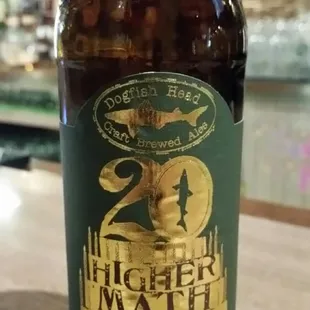 Dogfish Head
Craft Brewed Ales
20
HIGHER
MATH